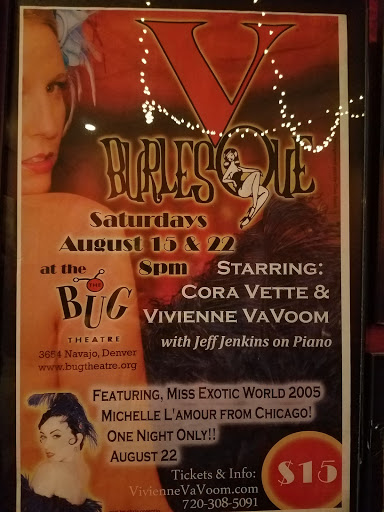 V
BURLESQUE
Saturdays
August 15 & 22
8pm
at the
THE
BUG
THEATRE
3654 Navajo, Denver
www.bugtheatre.org
STARRING:
CORA VETTE &
VIVIENNE VAVOOM
with Jeff Jenkins on Piano
FEATURING, MISS EXOTIC WORLD 2005
MICHELLE L'AMOUR FROM CHICAGO!
ONE NIGHT ONLY!!
AUGUST 22
Tickets & Info:
VivienneVaVoom.com
720-308-5091
$15